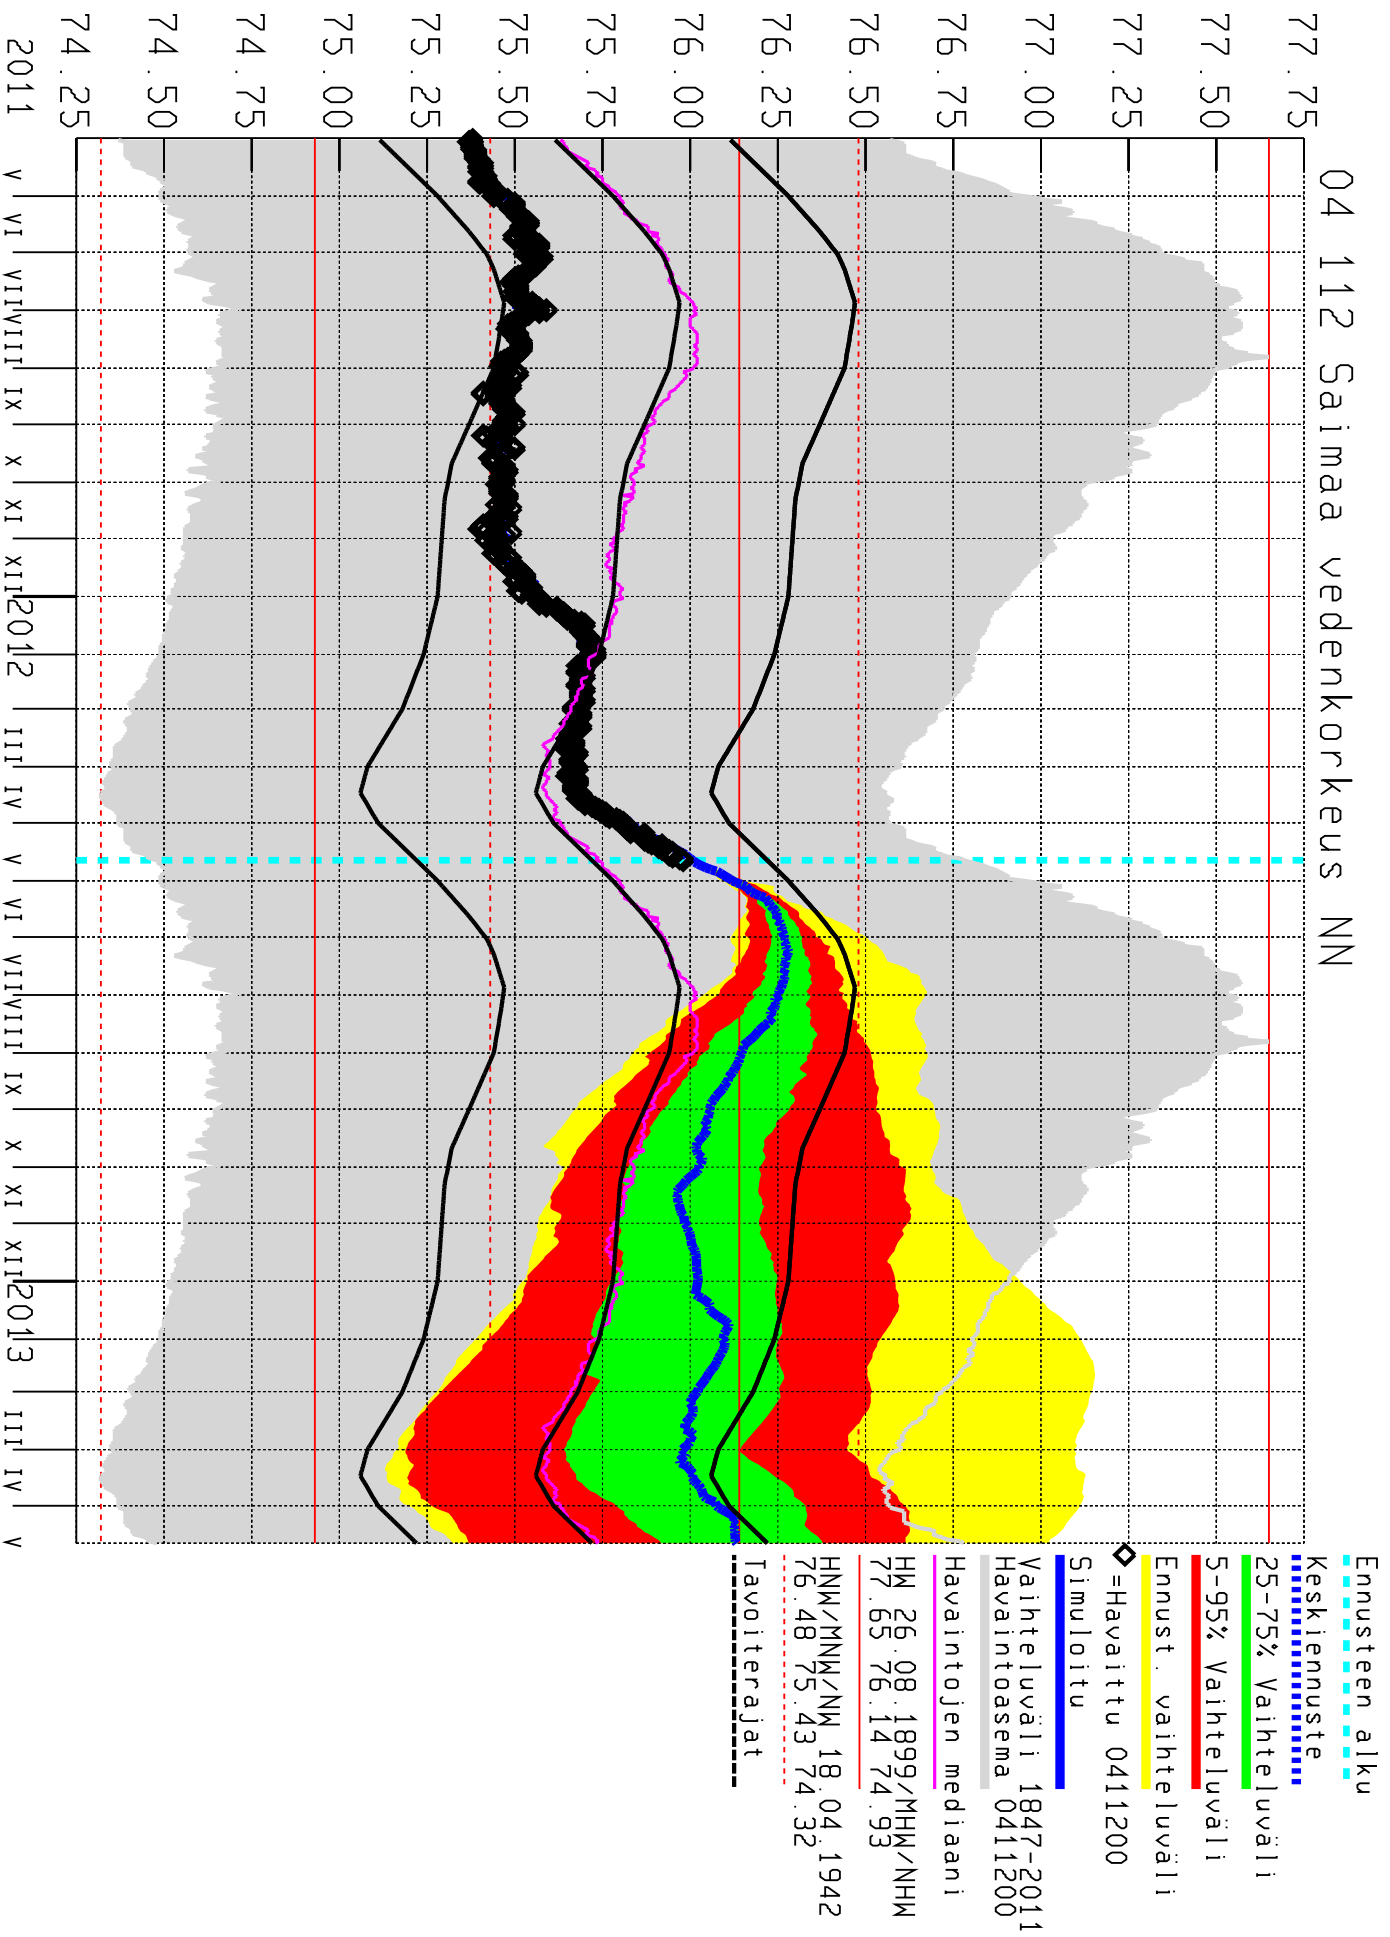 04 112 Saimaa vedenkorkeus NN
77.75
77.50
77.25
77.00
76.75
76.50
76.25
76.00
75.75
75.50
75.25
75.00
74.75
74.50
74.25
2011 V VI VII VIII IX X XI XII 2012 III IV V VI VII VIII IX X XI XII 2013 III IV V
Ennusteen alku
Keskiennuste
25-75% Vaihteluväli
5-95% Vaihteluväli
Ennust. vaihteluväli
=Havaittu 0411200
Simuloitu
Vaihteluväli 1847-2011
Havaintoasema 0411200
Havaintojen mediaani
HW 26.08.1899/MHW/NHW
77.65 76.14 74.93
HNW/MNW/NW 18.04.1942
76.48 75.43 74.32
Tavoiterajat